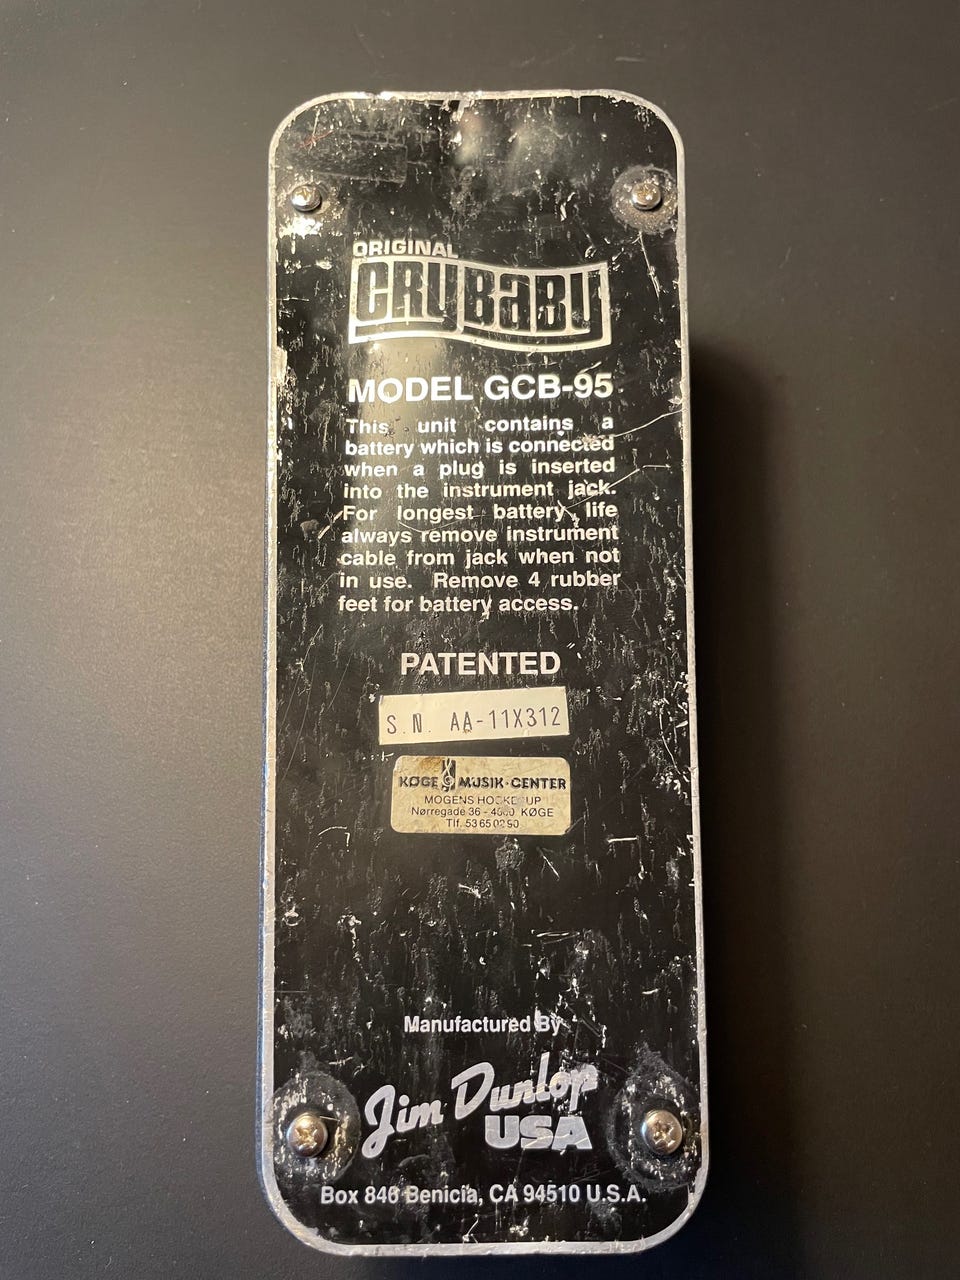 ORIGINAL
CRYBABY
MODEL GCB-95
This unit contains a
battery which is connected
when a plug is inserted
into the instrument jack.
For longest battery life
always remove instrument
cable from jack when not
in use. Remove 4 rubber
feet for battery access.
PATENTED
S.N. AA-11X312
KØGE MUSIK-CENTER
MOGENS
Nørregade 36 - KØGE
Tlf.
Manufactured By
Jim Dunlop
USA
Box 846 Benicia, CA 94510 U.S.A.